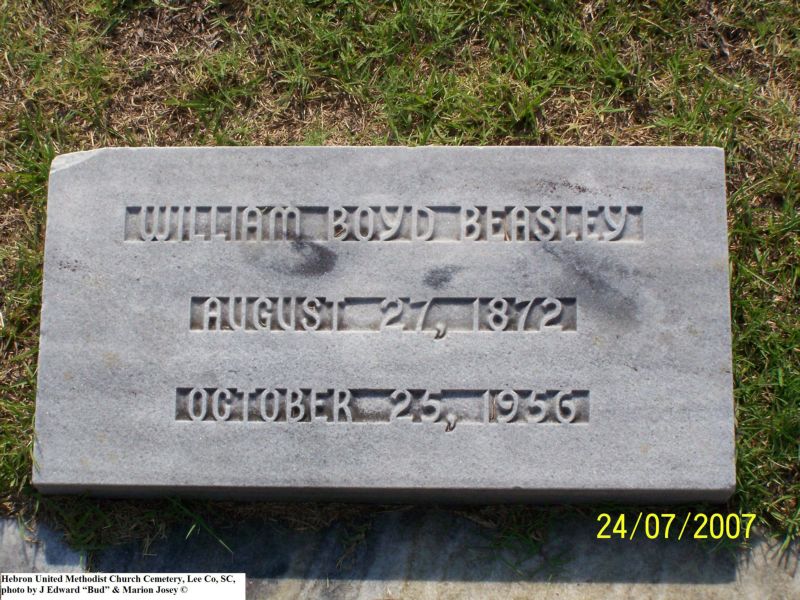 WILLIAM BOYD BEASLEY
AUGUST 27, 1872
OCTOBER 25, 1956
24/07/2007
Hebron United Methodist Church Cemetery, Lee Co, SC,
photo by J Edward “Bud” & Marion Josey ©